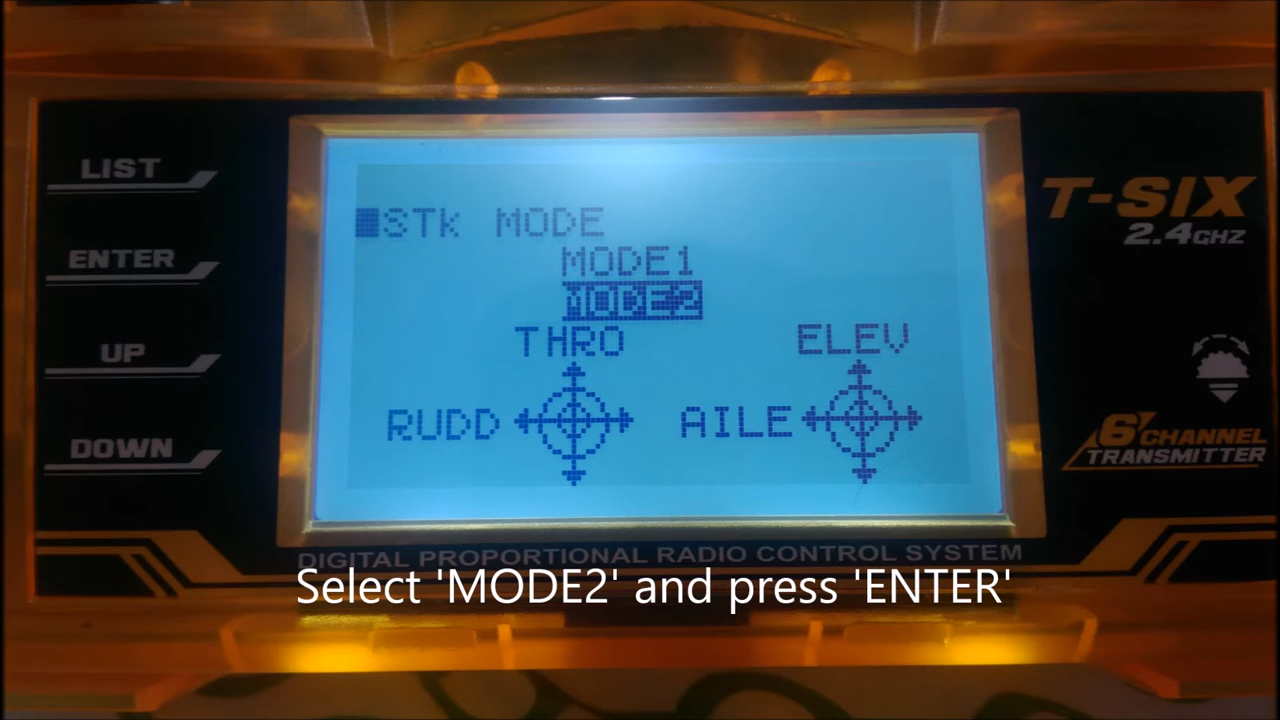 LIST
ENTER
UP
DOWN
■STK MODE
MODE1
MODE2
THRO
ELEV
RUDD
AILE
T-SIX
2.4GHZ
6 CHANNEL
TRANSMITTER
DIGITAL PROPORTIONAL RADIO CONTROL SYSTEM
Select 'MODE2' and press 'ENTER'